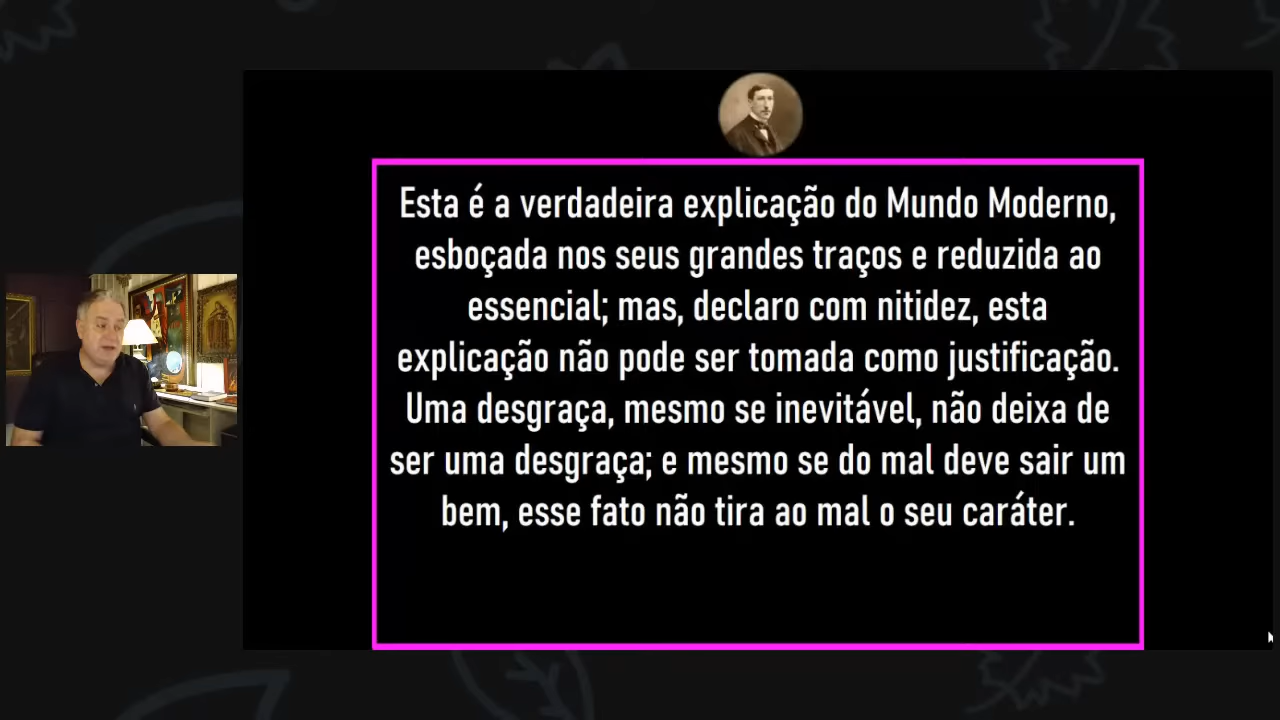 Esta é a verdadeira explicação do Mundo Moderno,
esboçada nos seus grandes traços e reduzida ao
essencial; mas, declaro com nitidez, esta
explicação não pode ser tomada como justificação.
Uma desgraça, mesmo se inevitável, não deixa de
ser uma desgraça; e mesmo se do mal deve sair um
bem, esse fato não tira ao mal o seu caráter.